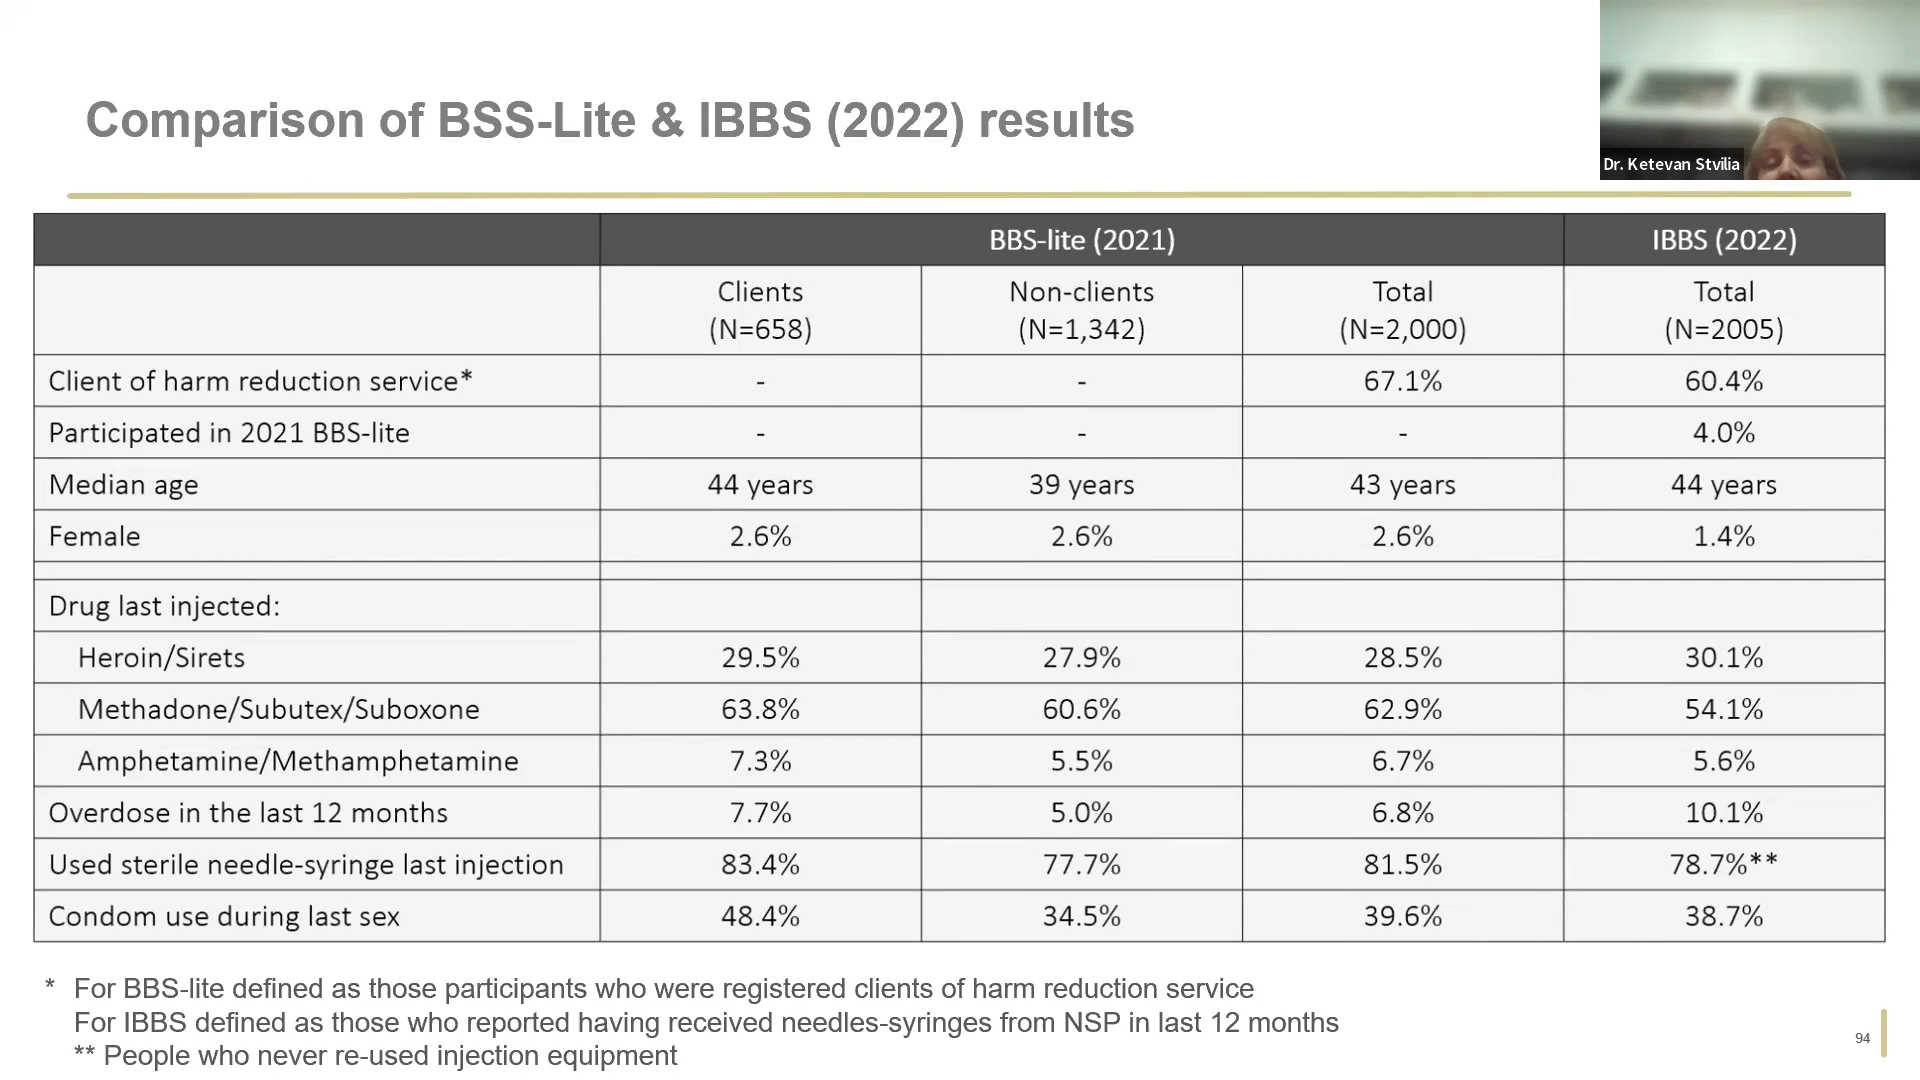 Comparison of BSS-Lite & IBBS (2022) results
Dr. Ketevan Stvilia
BBS-lite (2021) IBBS (2022)
Clients Non-clients Total Total
(N=658) (N=1,342) (N=2,000) (N=2005)
Client of harm reduction service* - - 67.1% 60.4%
Participated in 2021 BBS-lite - - - 4.0%
Median age 44 years 39 years 43 years 44 years
Female 2.6% 2.6% 2.6% 1.4%
Drug last injected:
Heroin/Sirets 29.5% 27.9% 28.5% 30.1%
Methadone/Subutex/Suboxone 63.8% 60.6% 62.9% 54.1%
Amphetamine/Methamphetamine 7.3% 5.5% 6.7% 5.6%
Overdose in the last 12 months 7.7% 5.0% 6.8% 10.1%
Used sterile needle-syringe last injection 83.4% 77.7% 81.5% 78.7%**
Condom use during last sex 48.4% 34.5% 39.6% 38.7%
* For BBS-lite defined as those participants who were registered clients of harm reduction service
For IBBS defined as those who reported having received needles-syringes from NSP in last 12 months
** People who never re-used injection equipment
94